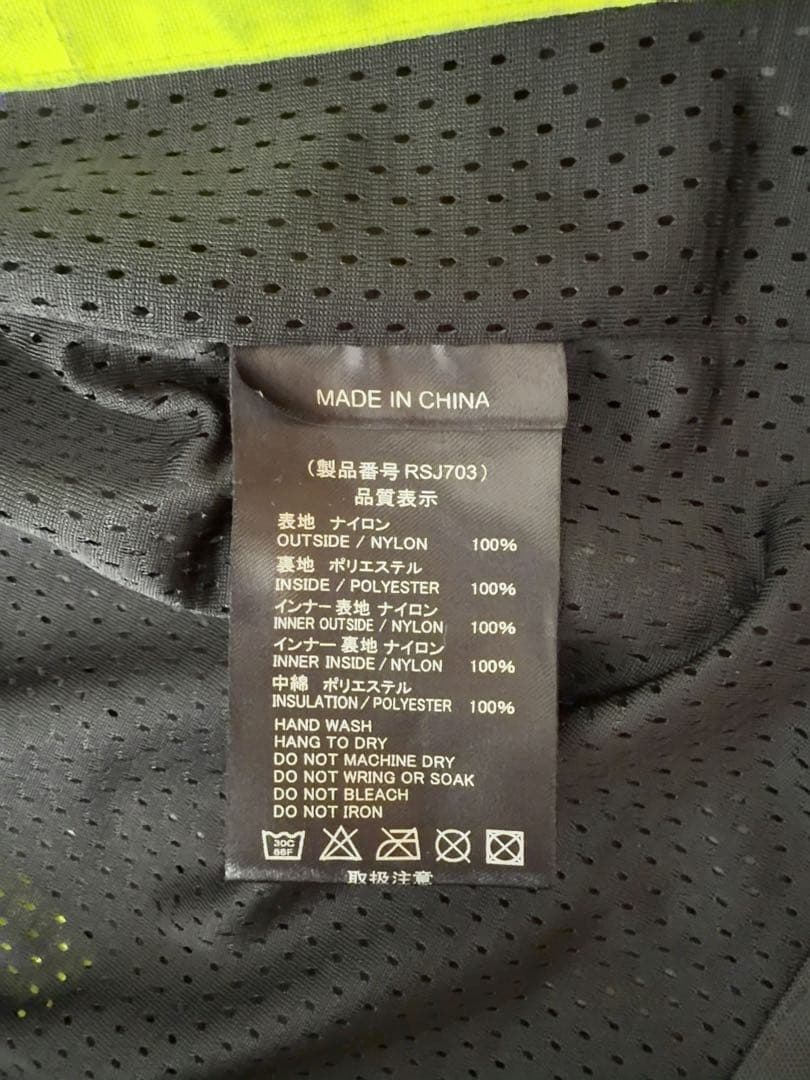 MADE IN CHINA
（製品番号 RSJ703）
品質表示
表地 ナイロン
OUTSIDE / NYLON 100%
裏地 ポリエステル
INSIDE / POLYESTER 100%
インナー 表地 ナイロン
INNER OUTSIDE / NYLON 100%
インナー 裏地 ナイロン
INNER INSIDE / NYLON 100%
中綿 ポリエステル
INSULATION / POLYESTER 100%
HAND WASH
HANG TO DRY
DO NOT MACHINE DRY
DO NOT WRING OR SOAK
DO NOT BLEACH
DO NOT IRON
30C
86F
取扱注意